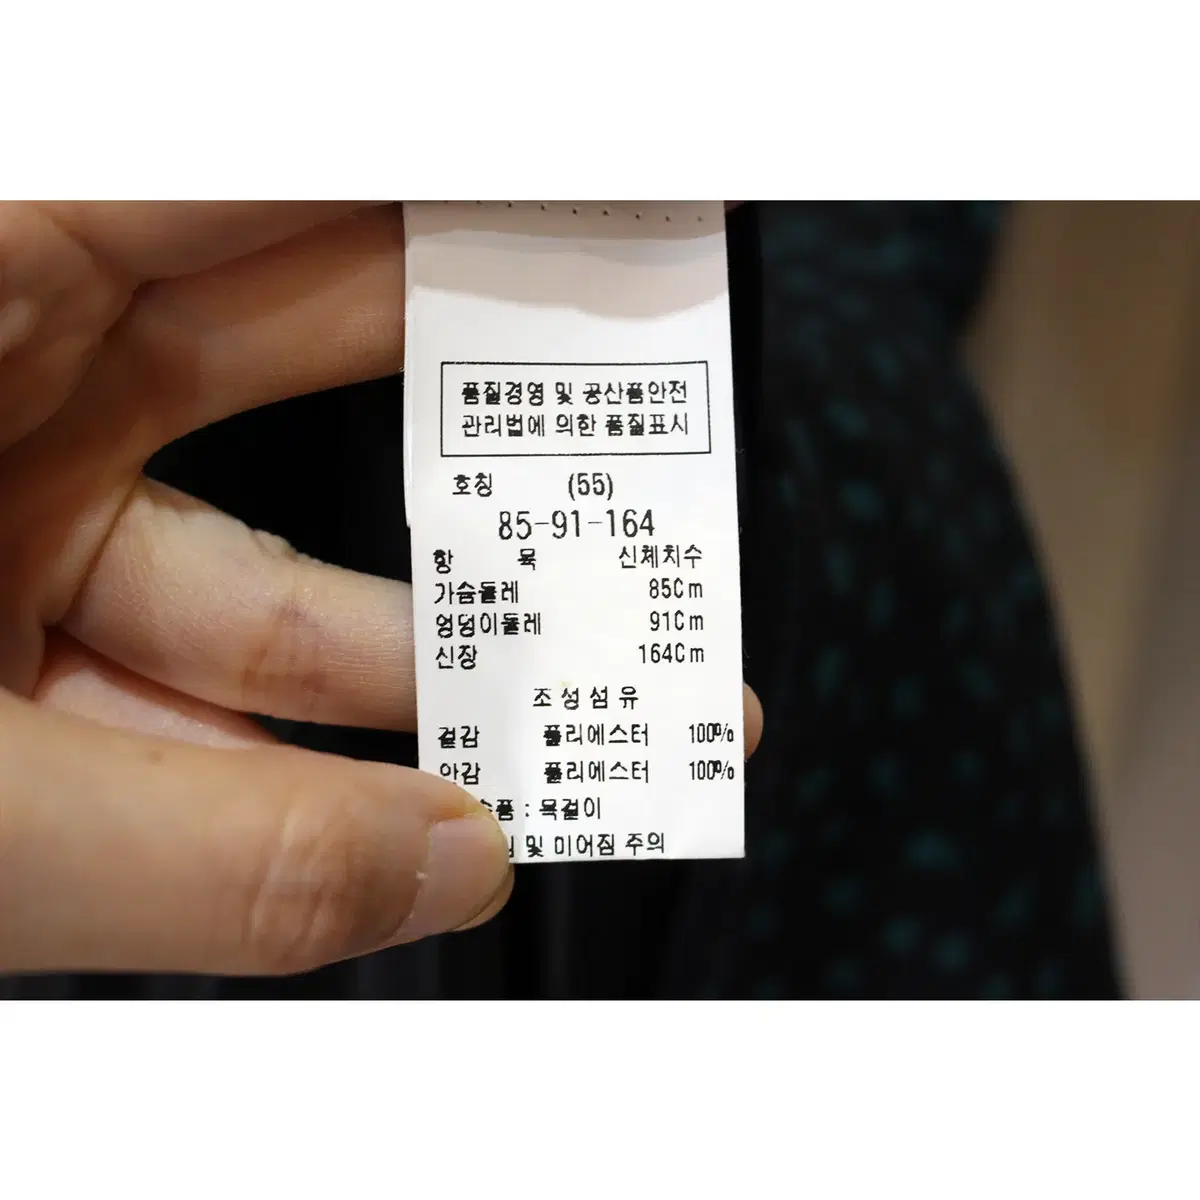 품질경영 및 공산품안전
관리법에 의한 품질표시
호칭 (55)
85-91-164
항 목 신체치수
가슴둘레 85Cm
엉덩이둘레 91Cm
신장 164Cm
조성섬유
겉감 폴리에스터 100%
안감 폴리에스터 100%
: 목걸이
및 미어짐 주의